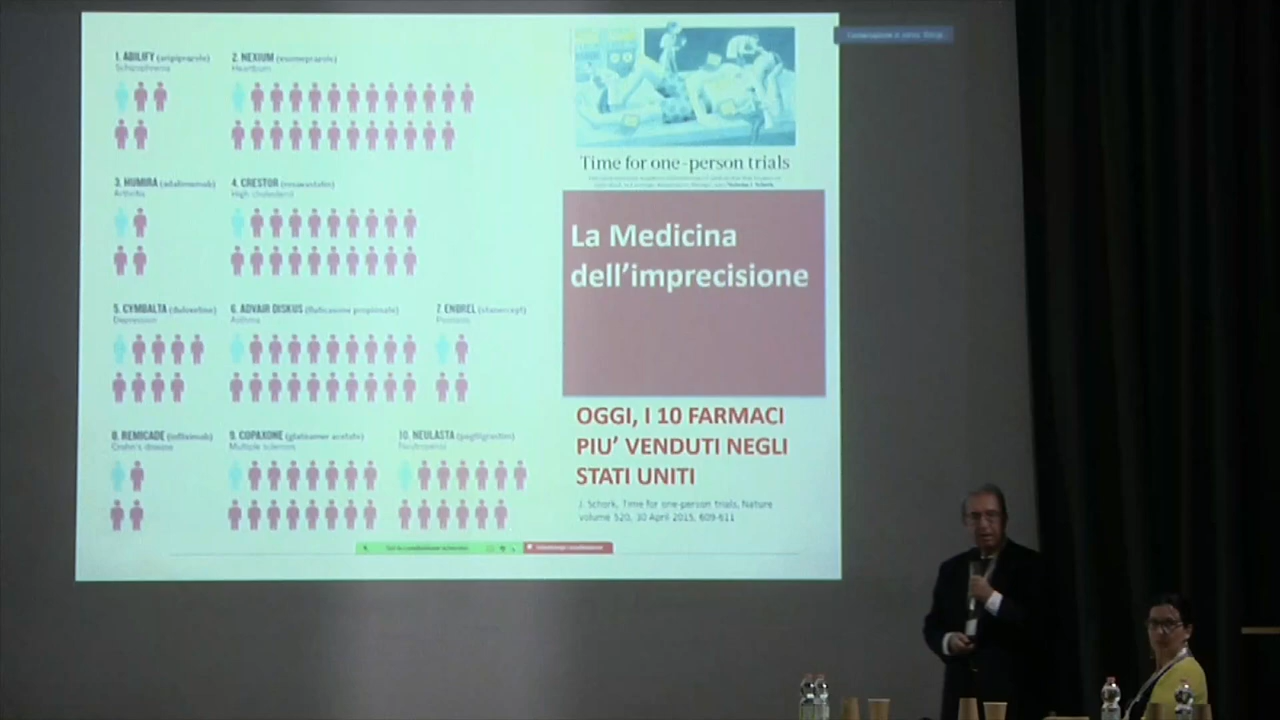 1. ABILIFY (aripiprazole)
Schizophrenia
2. NEXIUM (esomeprazole)
Heartburn
3. HUMIRA (adalimumab)
Arthritis
4. CRESTOR (rosuvastatin)
High cholesterol
5. CYMBALTA (duloxetine)
Depression
6. ADVAIR DISKUS (fluticasone propionate)
Asthma
7. ENBREL (etanercept)
Psoriasis
8. REMICADE (infliximab)
Crohn's disease
9. COPAXONE (glatiramer acetate)
Multiple sclerosis
10. NEULASTA (pegfilgrastim)
Neutropenia
Time for one-person trials
La Medicina
dell'imprecisione
OGGI, I 10 FARMACI
PIU' VENDUTI NEGLI
STATI UNITI
J. Schork, Time for one-person trials, Nature
volume 520, 30 April 2015, 609-611